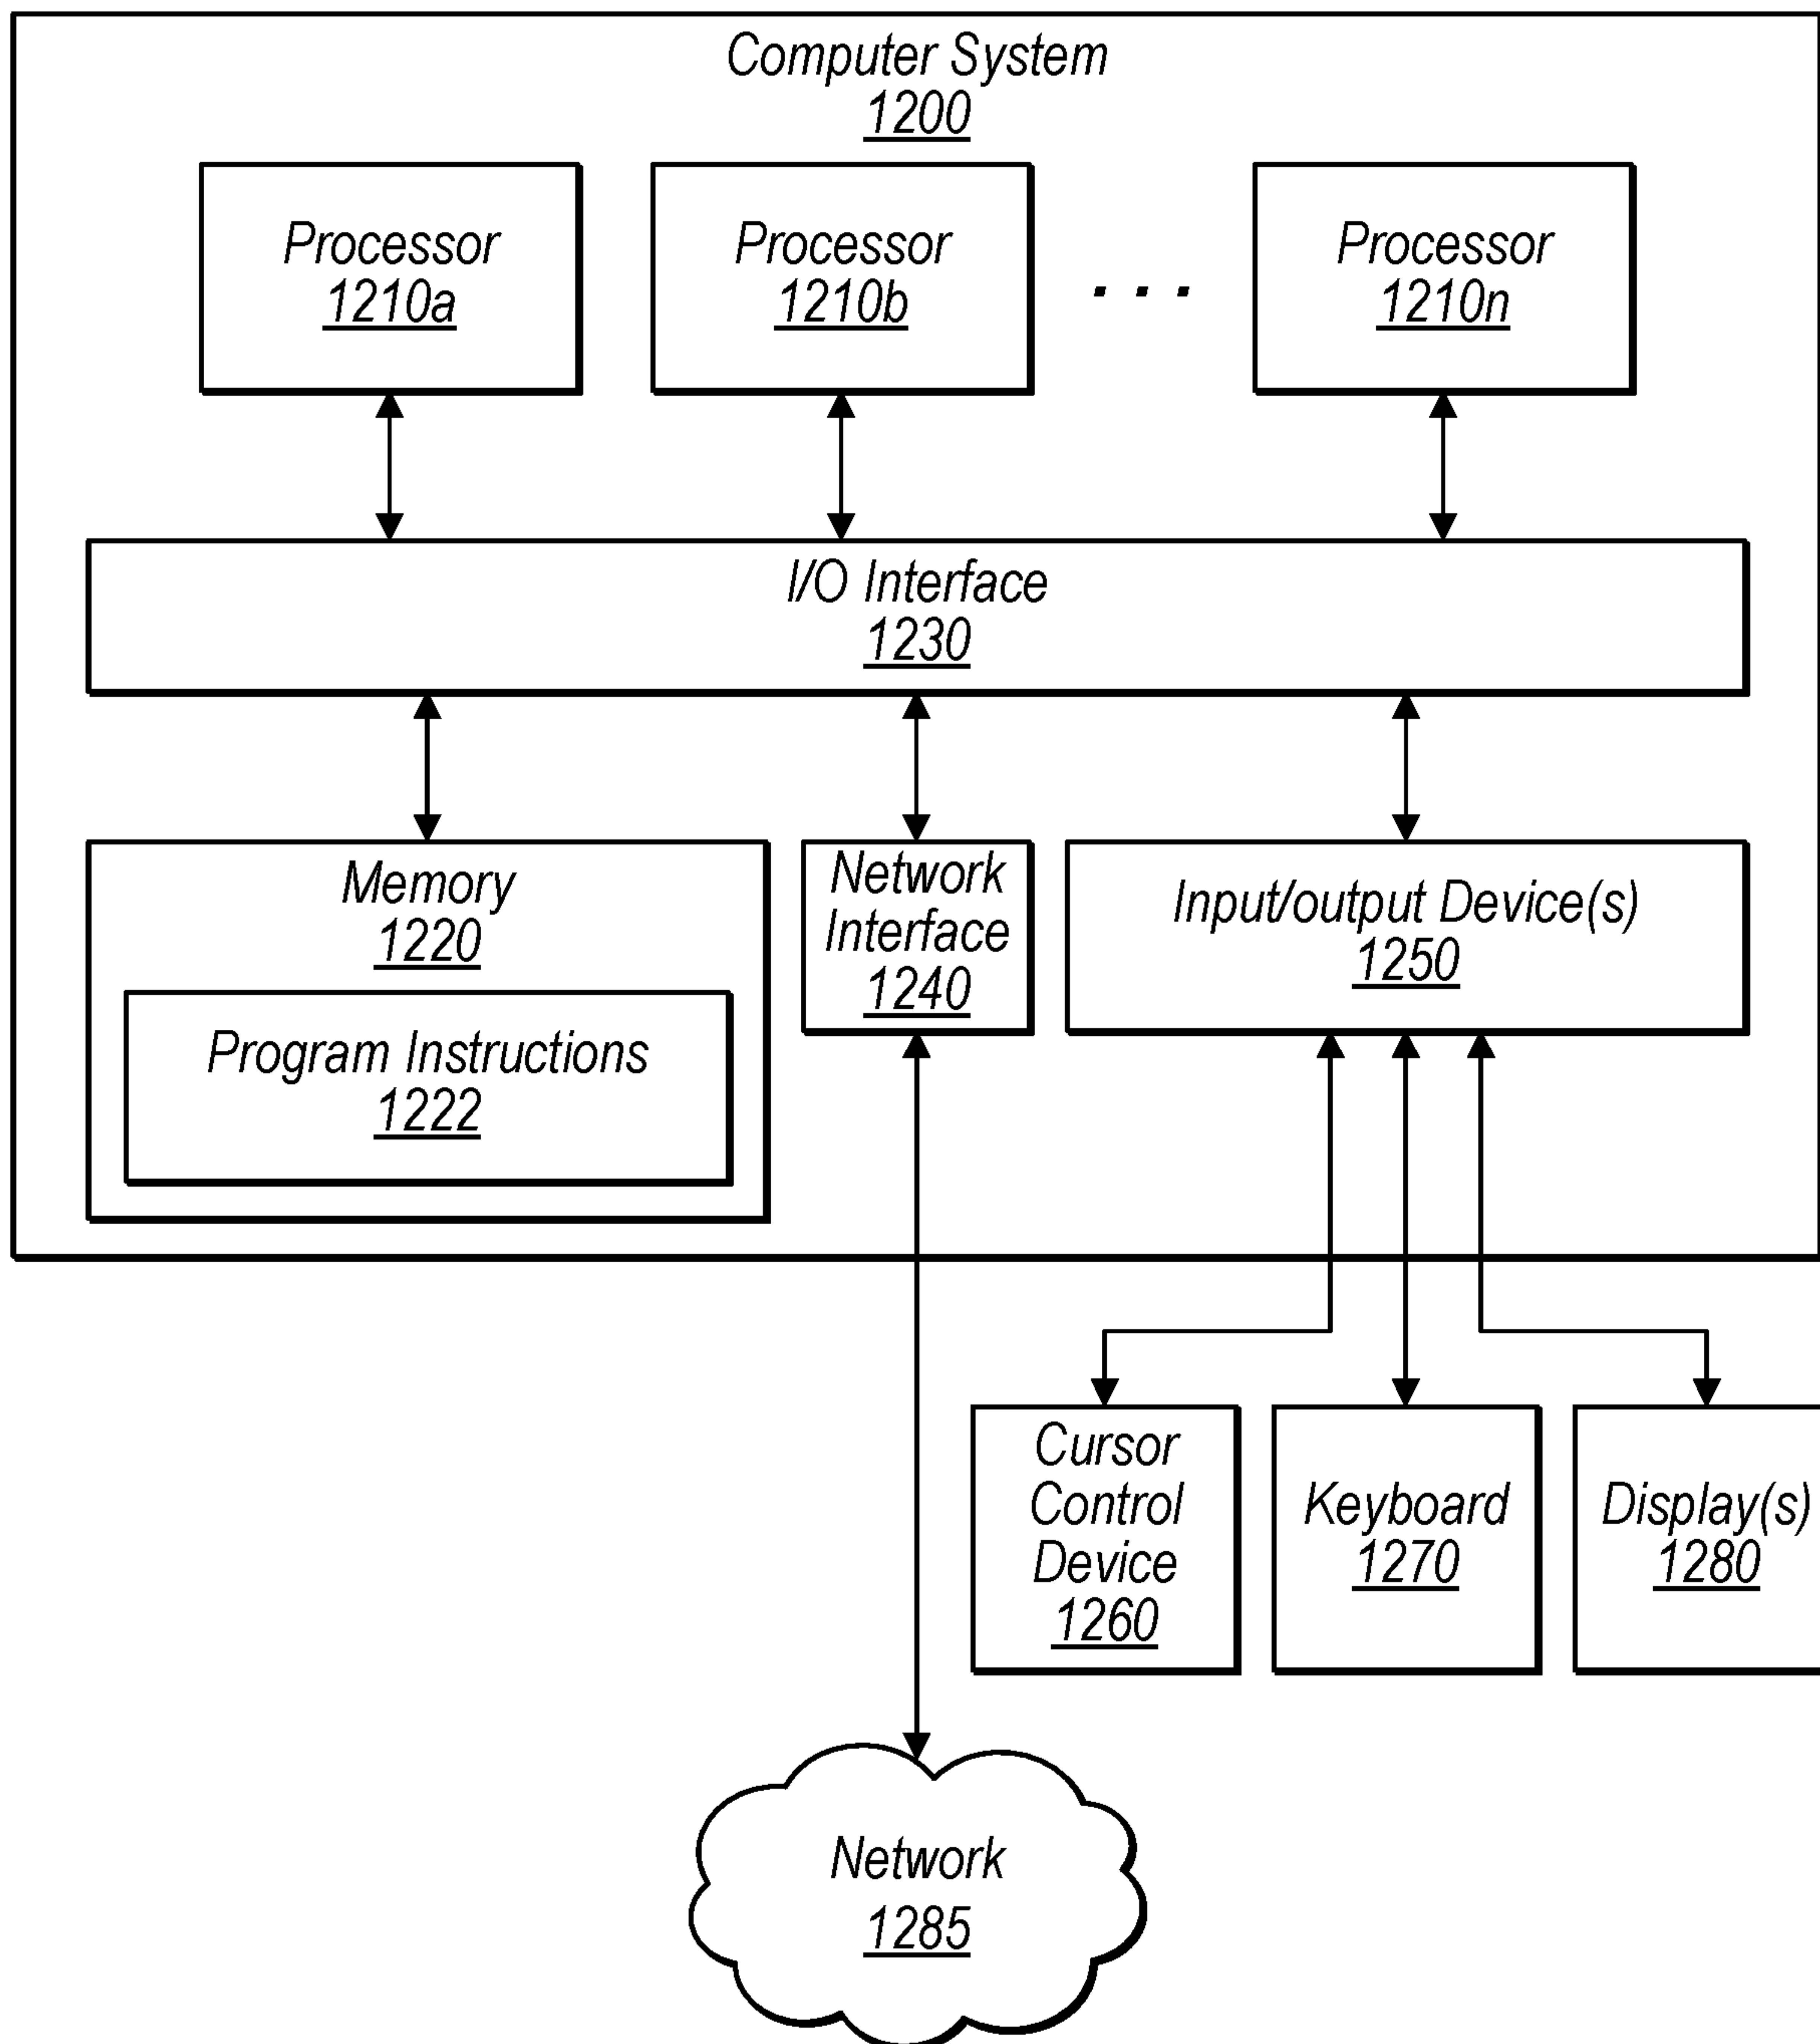 Computer System
1200
Processor
1210a
Processor
1210b
. . .
Processor
1210n
I/O Interface
1230
Memory
1220
Program Instructions
1222
Network
Interface
1240
Input/output Device(s)
1250
Cursor
Control
Device
1260
Keyboard
1270
Display(s)
1280
Network
1285